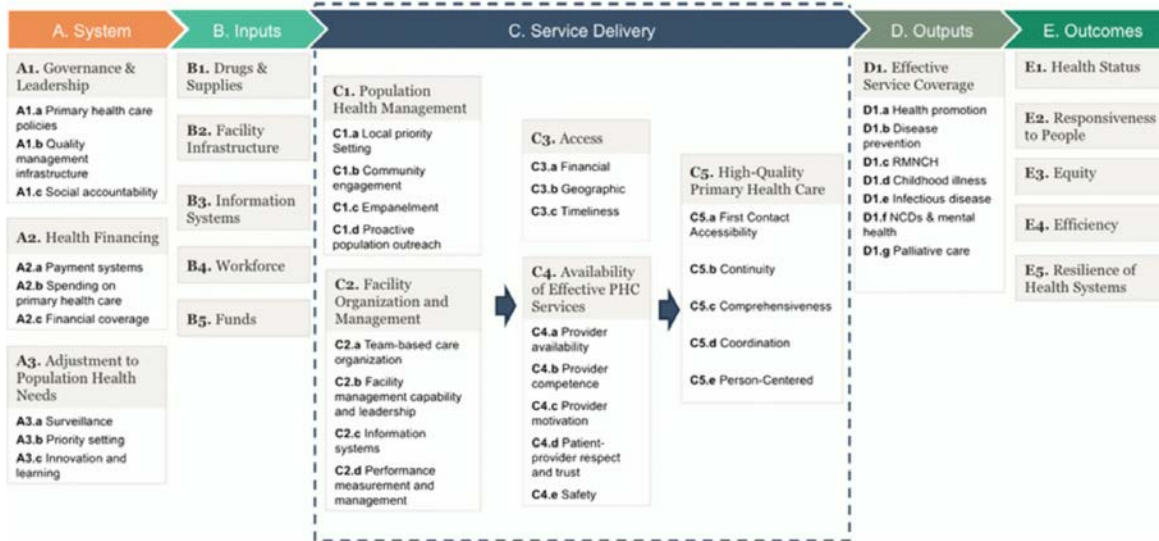 A. System
B. Inputs
C. Service Delivery
D. Outputs
E. Outcomes
A1. Governance &
Leadership
A1.a Primary health care
policies
A1.b Quality
management
infrastructure
A1.c Social accountability
A2. Health Financing
A2.a Payment systems
A2.b Spending on
primary health care
A2.c Financial coverage
A3. Adjustment to
Population Health
Needs
A3.a Surveillance
A3.b Priority setting
A3.c Innovation and
learning
B1. Drugs &
Supplies
B2. Facility
Infrastructure
B3. Information
Systems
B4. Workforce
B5. Funds
C1. Population
Health Management
C1.a Local priority
Setting
C1.b Community
engagement
C1.c Empanelment
C1.d Proactive
population outreach
C2. Facility
Organization and
Management
C2.a Team-based care
organization
C2.b Facility
management capability
and leadership
C2.c Information
systems
C2.d Performance
measurement and
management
C3. Access
C3.a Financial
C3.b Geographic
C3.c Timeliness
C4. Availability
of Effective PHC
Services
C4.a Provider
availability
C4.b Provider
competence
C4.c Provider
motivation
C4.d Patient-
provider respect
and trust
C4.e Safety
C5. High-Quality
Primary Health Care
C5.a First Contact
Accessibility
C5.b Continuity
C5.c Comprehensiveness
C5.d Coordination
C5.e Person-Centered
D1. Effective
Service Coverage
D1.a Health promotion
D1.b Disease
prevention
D1.c RMNCH
D1.d Childhood illness
D1.e Infectious disease
D1.f NCDs & mental
health
D1.g Palliative care
E1. Health Status
E2. Responsiveness
to People
E3. Equity
E4. Efficiency
E5. Resilience of
Health Systems